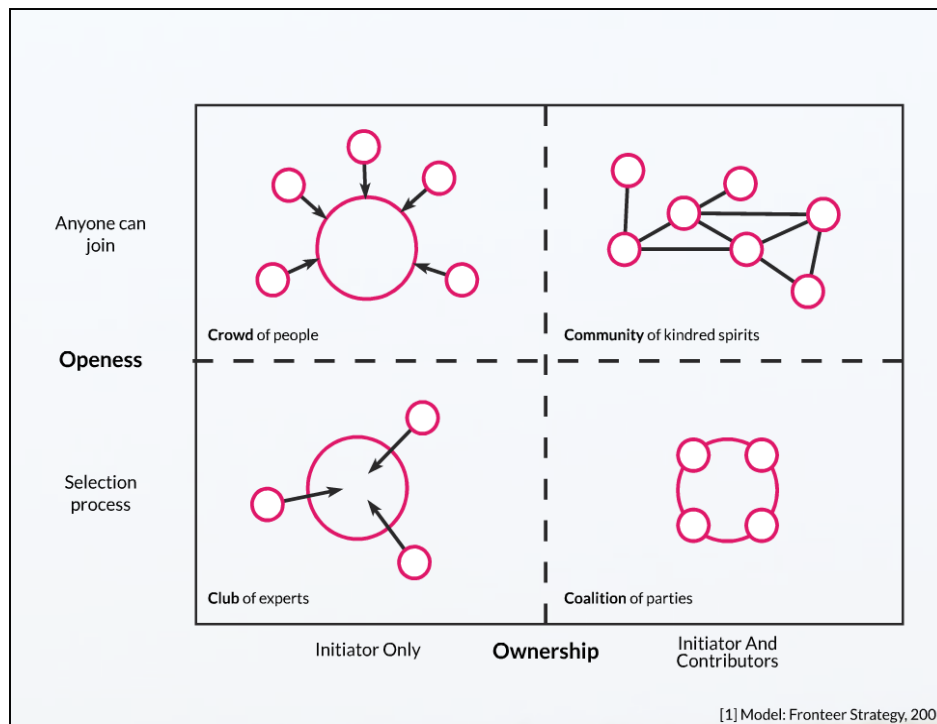 Anyone can
join
Crowd of people
Community of kindred spirits
Openess
Selection
process
Club of experts
Coalition of parties
Initiator Only
Ownership
Initiator And
Contributors
[1] Model: Fronteer Strategy, 200